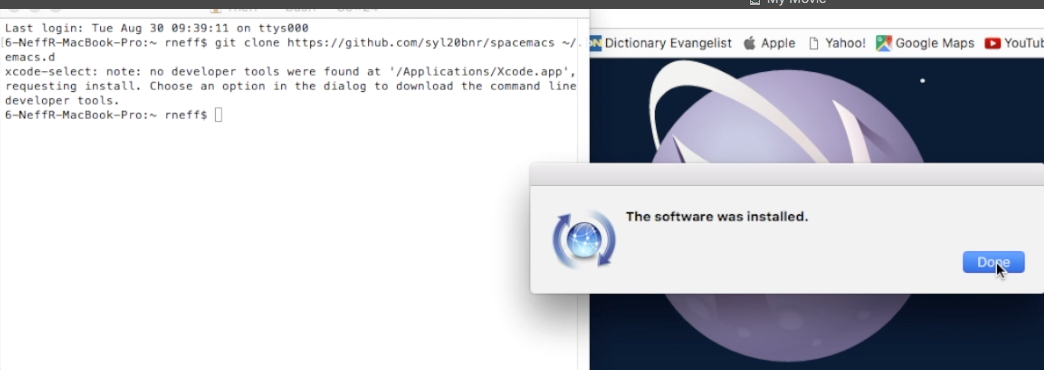 My Movie
Last login: Tue Aug 30 09:39:11 on ttys000
[6-NeffR-MacBook-Pro:~ rneff$ git clone https://github.com/syl20bnr/spacemacs ~/.
emacs.d
xcode-select: note: no developer tools were found at '/Applications/Xcode.app',
requesting install. Choose an option in the dialog to download the command line
developer tools.
6-NeffR-MacBook-Pro:~ rneff$
Dictionary Evangelist Apple Yahoo! Google Maps
The software was installed.
Done